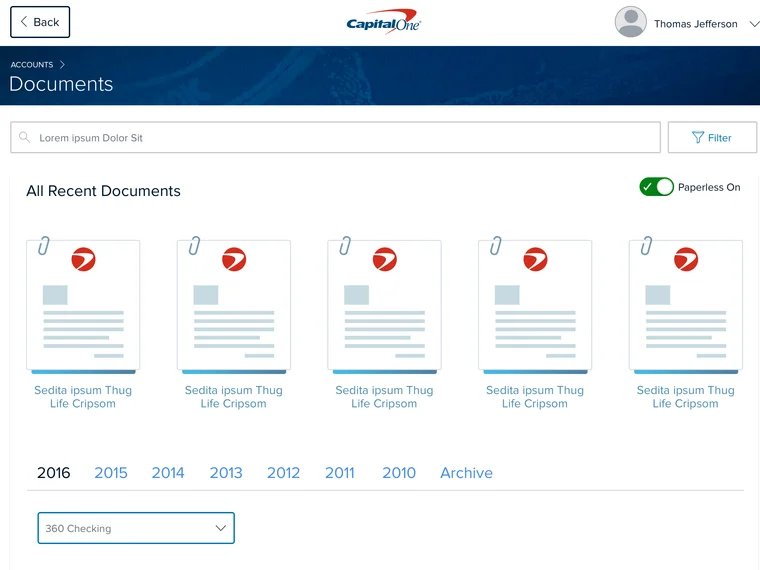 Back
CapitalOne
Thomas Jefferson
ACCOUNTS
Documents
Lorem ipsum Dolor Sit
Filter
All Recent Documents
Paperless On
Sedita ipsum Thug
Life Cripsom
Sedita ipsum Thug
Life Cripsom
Sedita ipsum Thug
Life Cripsom
Sedita ipsum Thug
Life Cripsom
Sedita ipsum Thug
Life Cripsom
2016 2015 2014 2013 2012 2011 2010 Archive
360 Checking